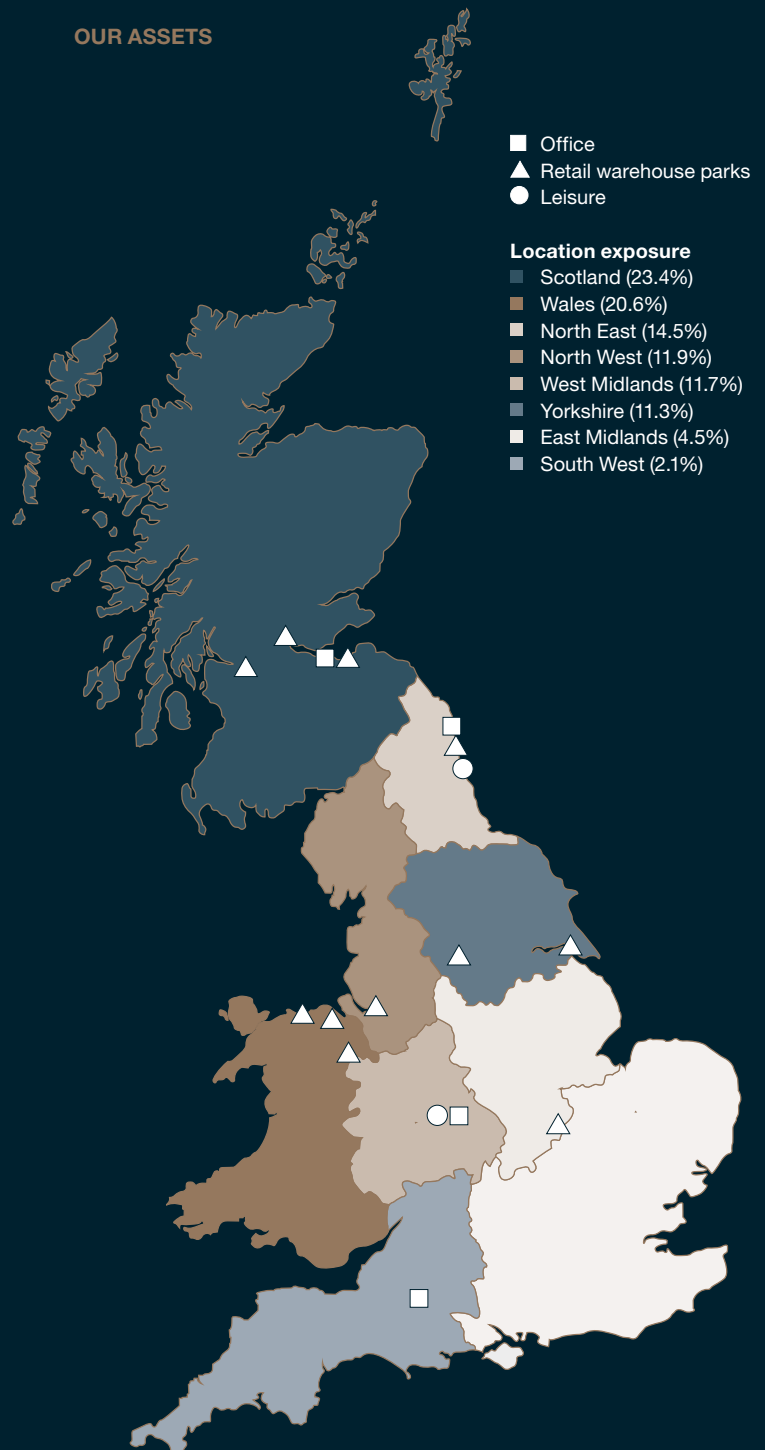 OUR ASSETS
Office
Retail warehouse parks
Leisure
Location exposure
Scotland (23.4%)
Wales (20.6%)
North East (14.5%)
North West (11.9%)
West Midlands (11.7%)
Yorkshire (11.3%)
East Midlands (4.5%)
South West (2.1%)